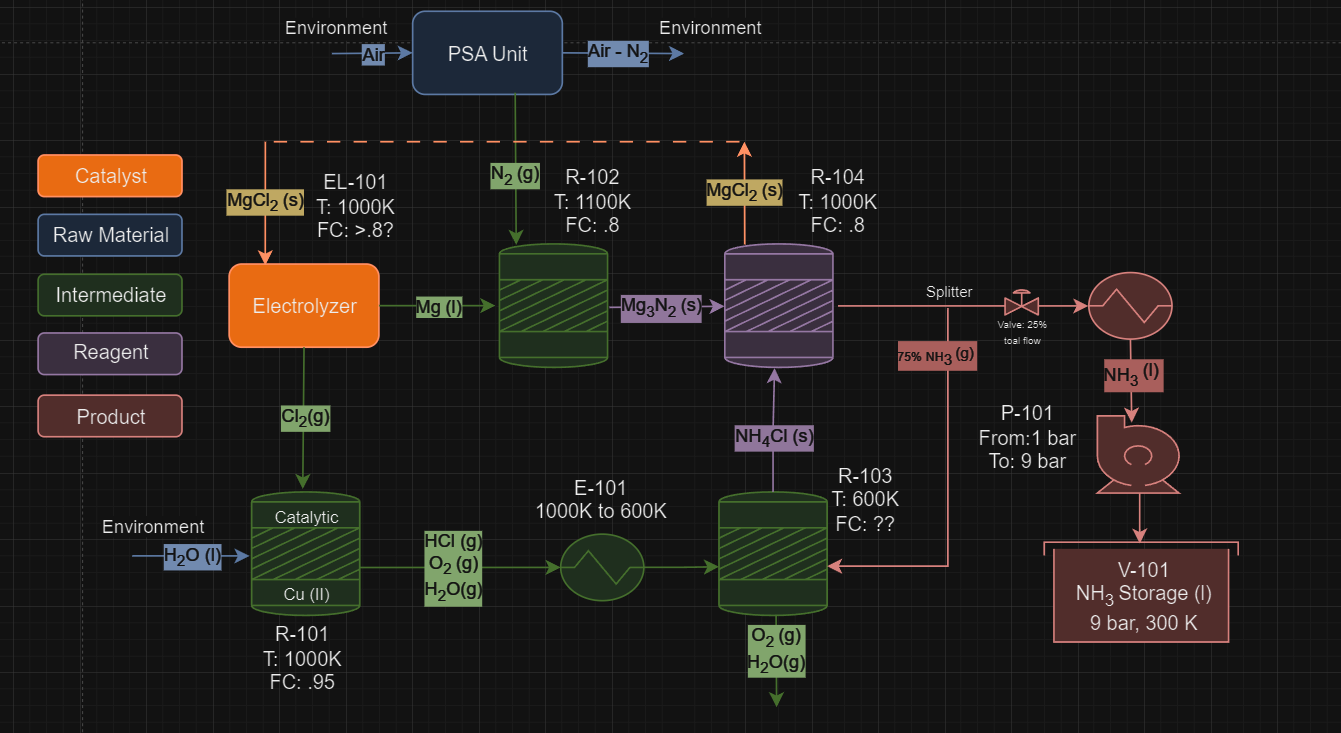 Environment
Air
PSA Unit
Air - N₂
Environment
Catalyst
Raw Material
Intermediate
Reagent
Product
MgCl₂ (s)
EL-101
T: 1000K
FC: >.8?
N₂ (g)
R-102
T: 1100K
FC: .8
MgCl₂ (s)
R-104
T: 1000K
FC: .8
Electrolyzer
Mg (l)
Mg₃N₂ (s)
Splitter
Valve: 25%
toal flow
75% NH₃ (g)
NH₃ (l)
Cl₂(g)
NH₄Cl (s)
P-101
From:1 bar
To: 9 bar
Environment
H₂O (l)
Catalytic
Cu (II)
R-101
T: 1000K
FC: .95
HCl (g)
O₂ (g)
H₂O(g)
E-101
1000K to 600K
R-103
T: 600K
FC: ??
O₂ (g)
H₂O(g)
V-101
NH₃ Storage (l)
9 bar, 300 K